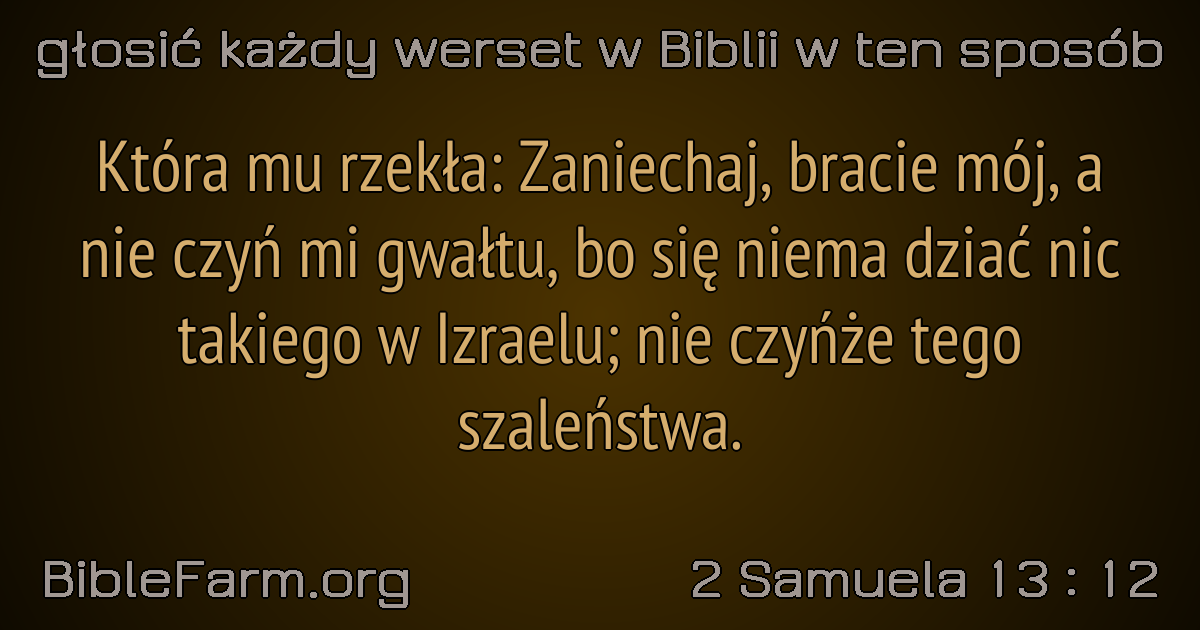 głosić każdy werset w Biblii w ten sposób
Która mu rzekła: Zaniechaj, bracie mój, a
nie czyń mi gwałtu, bo się niema dziać nic
takiego w Izraelu; nie czyńże tego
szaleństwa.
BibleFarm.org
2 Samuela 13 : 12